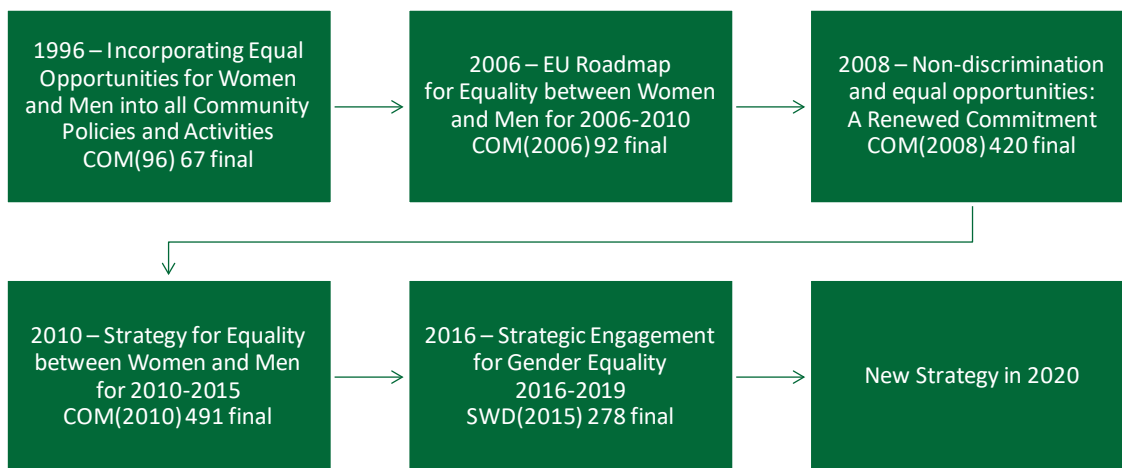 1996 – Incorporating Equal
Opportunities for Women
and Men into all Community
Policies and Activities
COM(96) 67 final
2006 – EU Roadmap
for Equality between Women
and Men for 2006-2010
COM(2006) 92 final
2008 – Non-discrimination
and equal opportunities:
A Renewed Commitment
COM(2008) 420 final
2010 – Strategy for Equality
between Women and Men
for 2010-2015
COM(2010) 491 final
2016 – Strategic Engagement
for Gender Equality
2016-2019
SWD(2015) 278 final
New Strategy in 2020